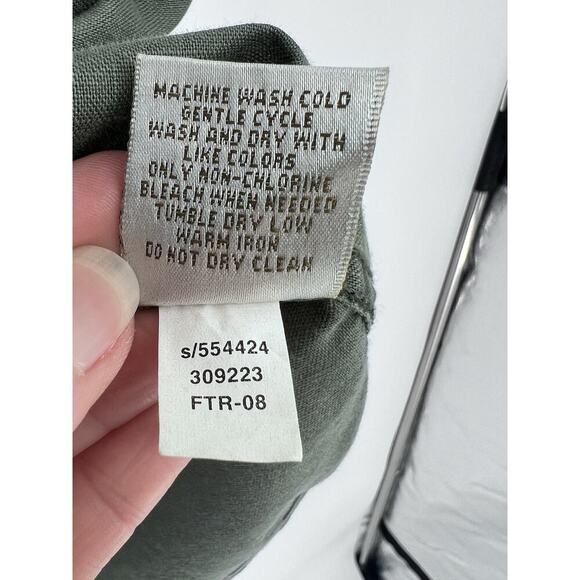 MACHINE WASH COLD
GENTLE CYCLE
WASH AND DRY WITH
LIKE COLORS
ONLY NON-CHLORINE
BLEACH WHEN NEEDED
TUMBLE DRY LOW
WARM IRON
DO NOT DRY CLEAN
s/554424
309223
FTR-08